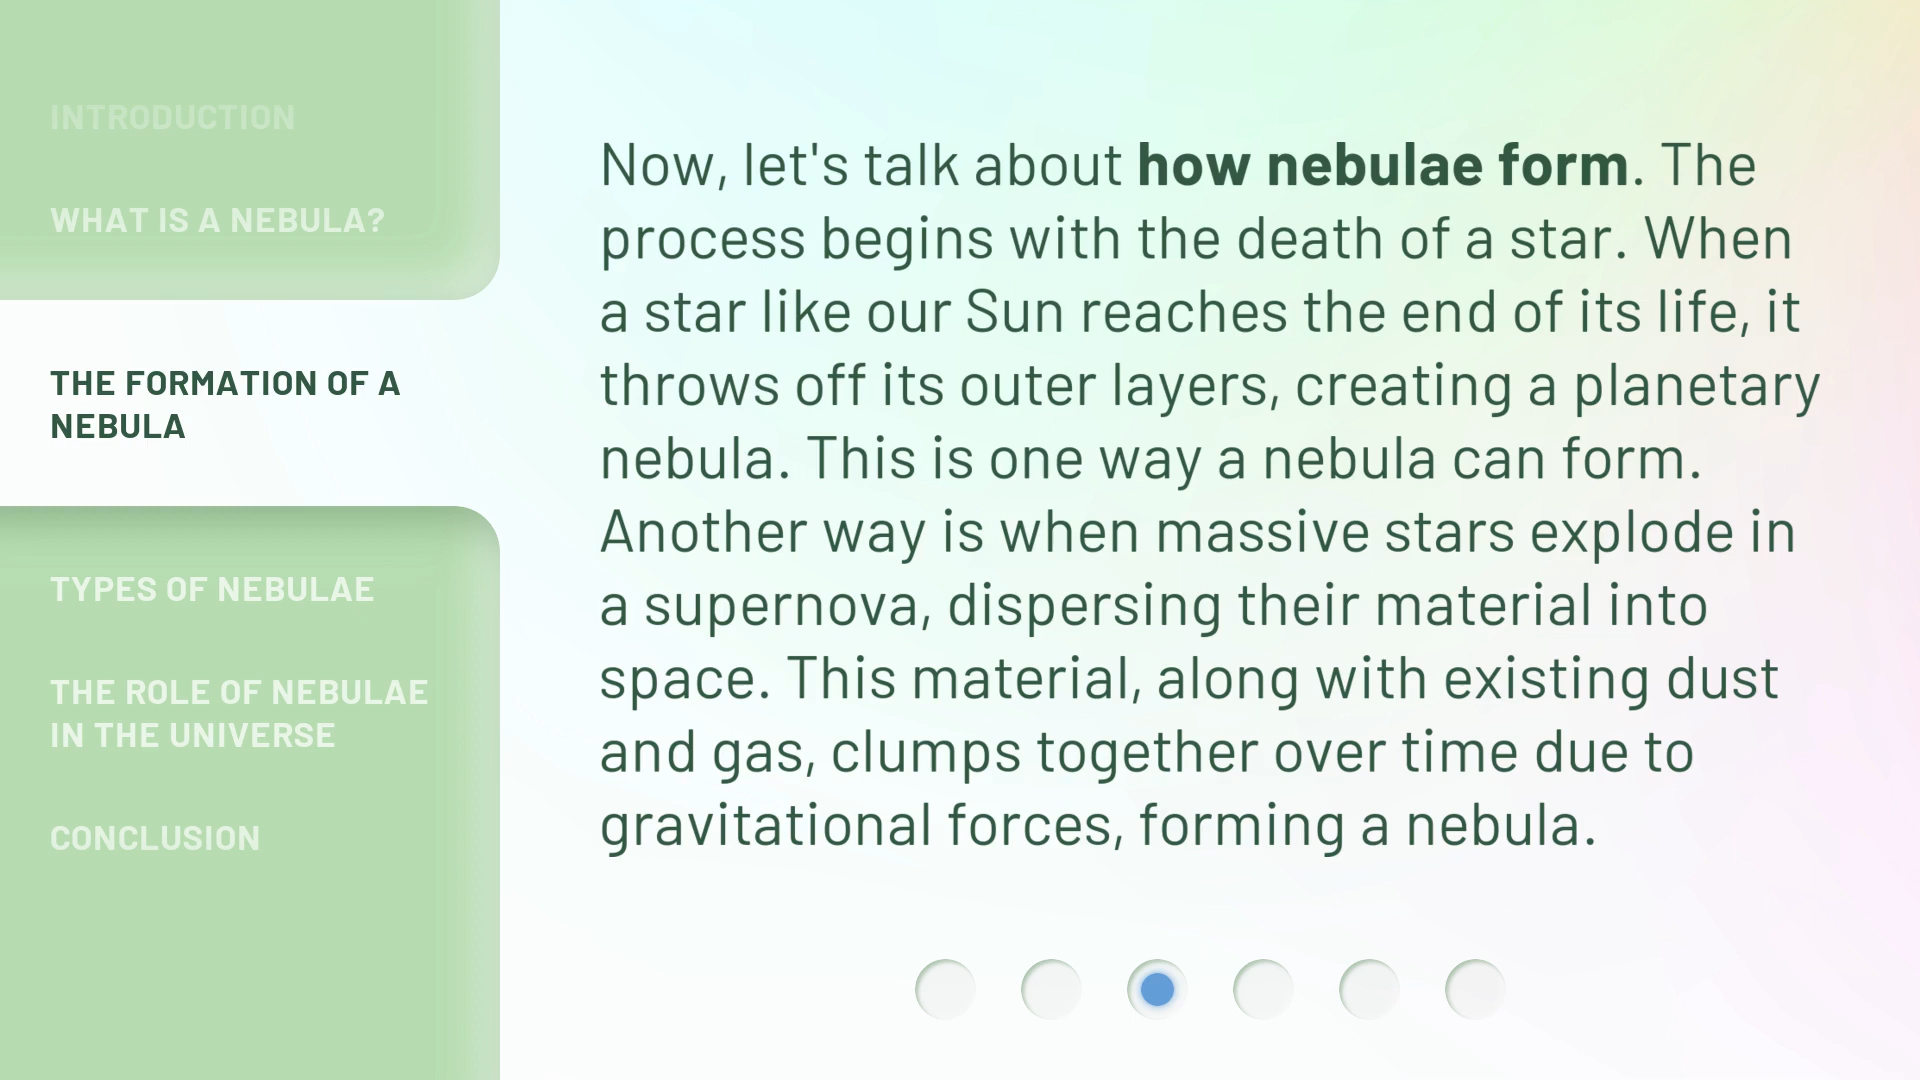 INTRODUCTION
WHAT IS A NEBULA?
THE FORMATION OF A
NEBULA
TYPES OF NEBULAE
THE ROLE OF NEBULAE
IN THE UNIVERSE
CONCLUSION
Now, let's talk about how nebulae form. The
process begins with the death of a star. When
a star like our Sun reaches the end of its life, it
throws off its outer layers, creating a planetary
nebula. This is one way a nebula can form.
Another way is when massive stars explode in
a supernova, dispersing their material into
space. This material, along with existing dust
and gas, clumps together over time due to
gravitational forces, forming a nebula.